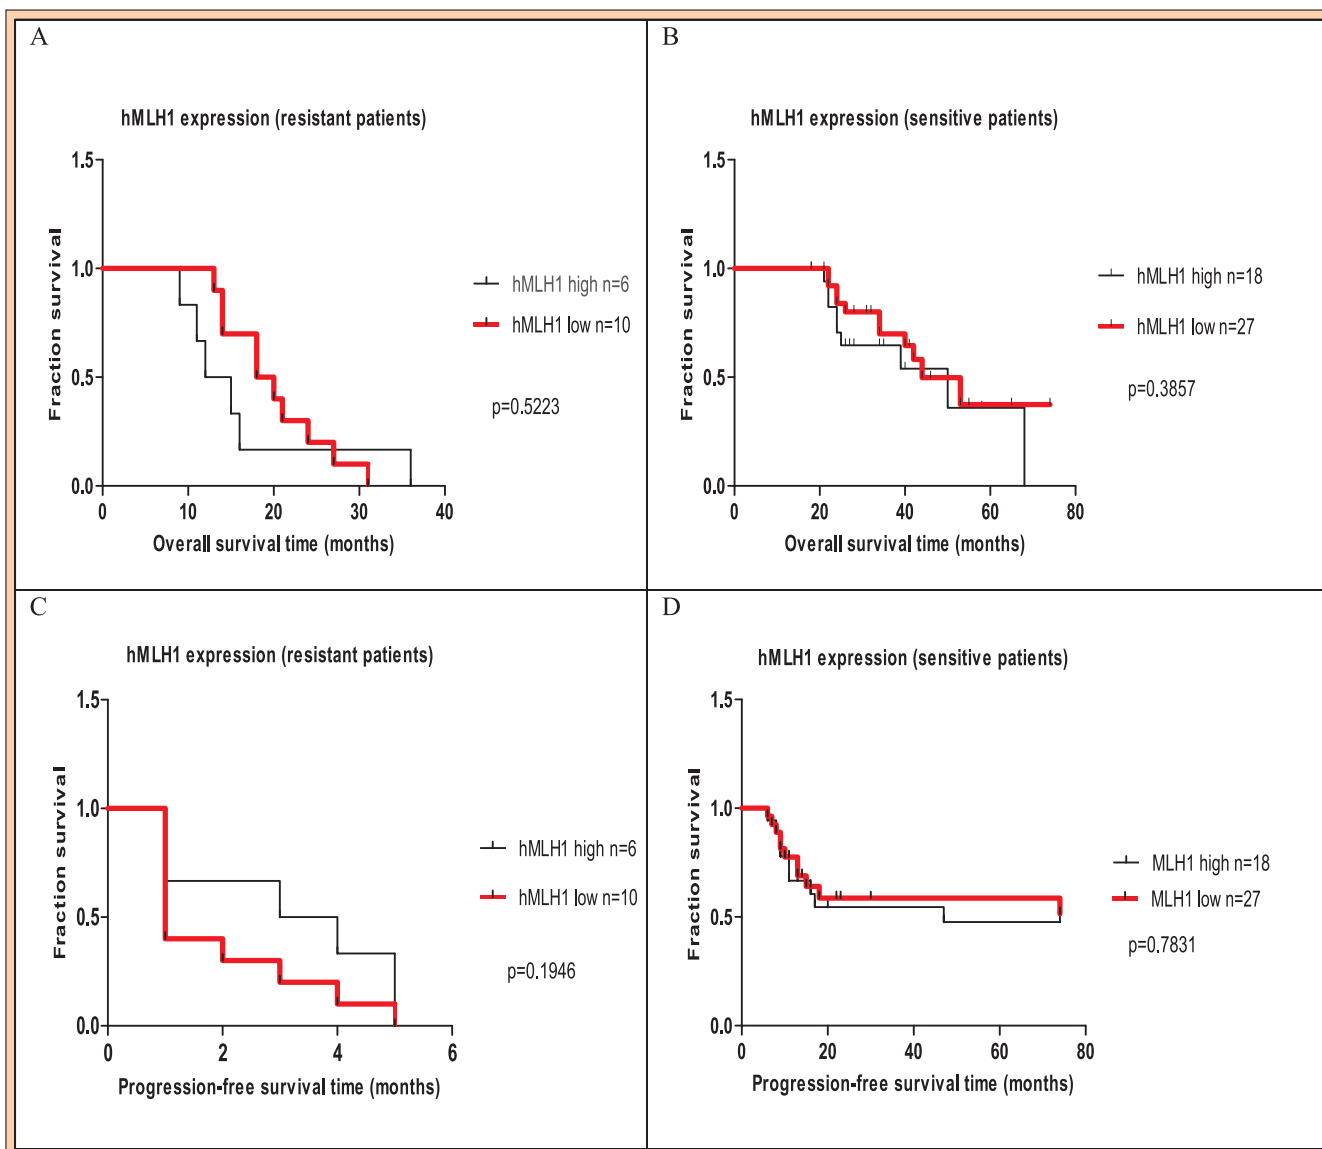 A
hMLH1 expression (resistant patients)
1.5
1.0
0.5
0.0
0 10 20 30 40
Fraction survival
Overall survival time (months)
hMLH1 high n=6
hMLH1 low n=10
p=0.5223
B
hMLH1 expression (sensitive patients)
1.5
1.0
0.5
0.0
0 20 40 60 80
Fraction survival
Overall survival time (months)
hMLH1 high n=18
hMLH1 low n=27
p=0.3857
C
hMLH1 expression (resistant patients)
1.5
1.0
0.5
0.0
0 2 4 6
Fraction survival
Progression-free survival time (months)
hMLH1 high n=6
hMLH1 low n=10
p=0.1946
D
hMLH1 expression (sensitive patients)
1.5
1.0
0.5
0.0
0 20 40 60 80
Fraction survival
Progression-free survival time (months)
MLH1 high n=18
MLH1 low n=27
p=0.7831